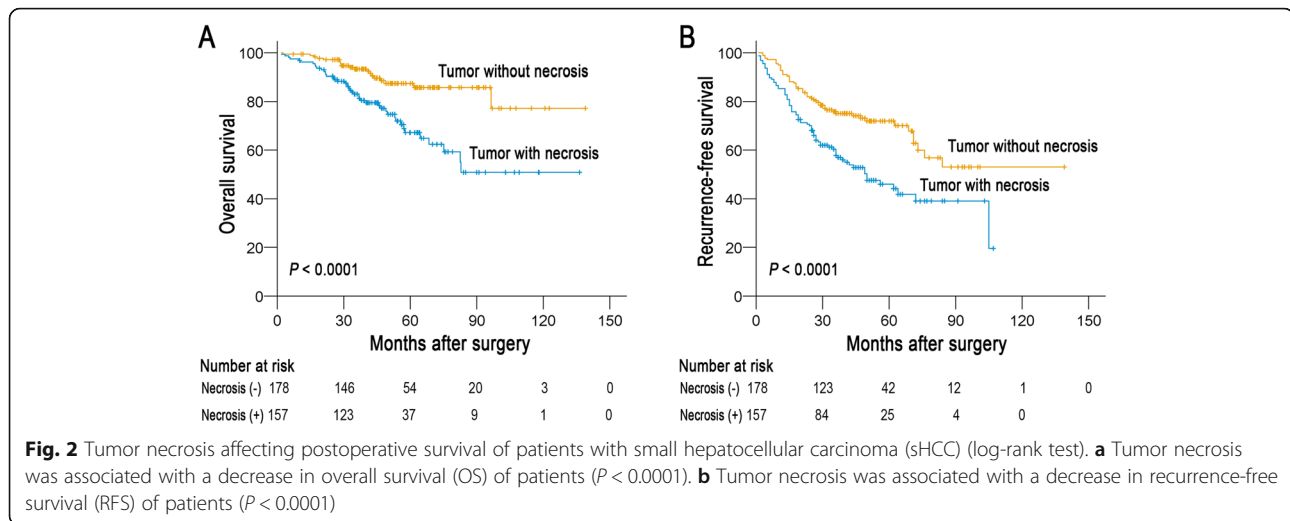 A
100
80
60
40
20
0
Overall survival
Tumor without necrosis
Tumor with necrosis
P < 0.0001
0 30 60 90 120 150
Months after surgery
Number at risk
Necrosis (-) 178 146 54 20 3 0
Necrosis (+) 157 123 37 9 1 0
B
100
80
60
40
20
0
Recurrence-free survival
Tumor without necrosis
Tumor with necrosis
P < 0.0001
0 30 60 90 120 150
Months after surgery
Number at risk
Necrosis (-) 178 123 42 12 1 0
Necrosis (+) 157 84 25 4 0
Fig. 2 Tumor necrosis affecting postoperative survival of patients with small hepatocellular carcinoma (sHCC) (log-rank test). a Tumor necrosis
was associated with a decrease in overall survival (OS) of patients (P < 0.0001). b Tumor necrosis was associated with a decrease in recurrence-free
survival (RFS) of patients (P < 0.0001)